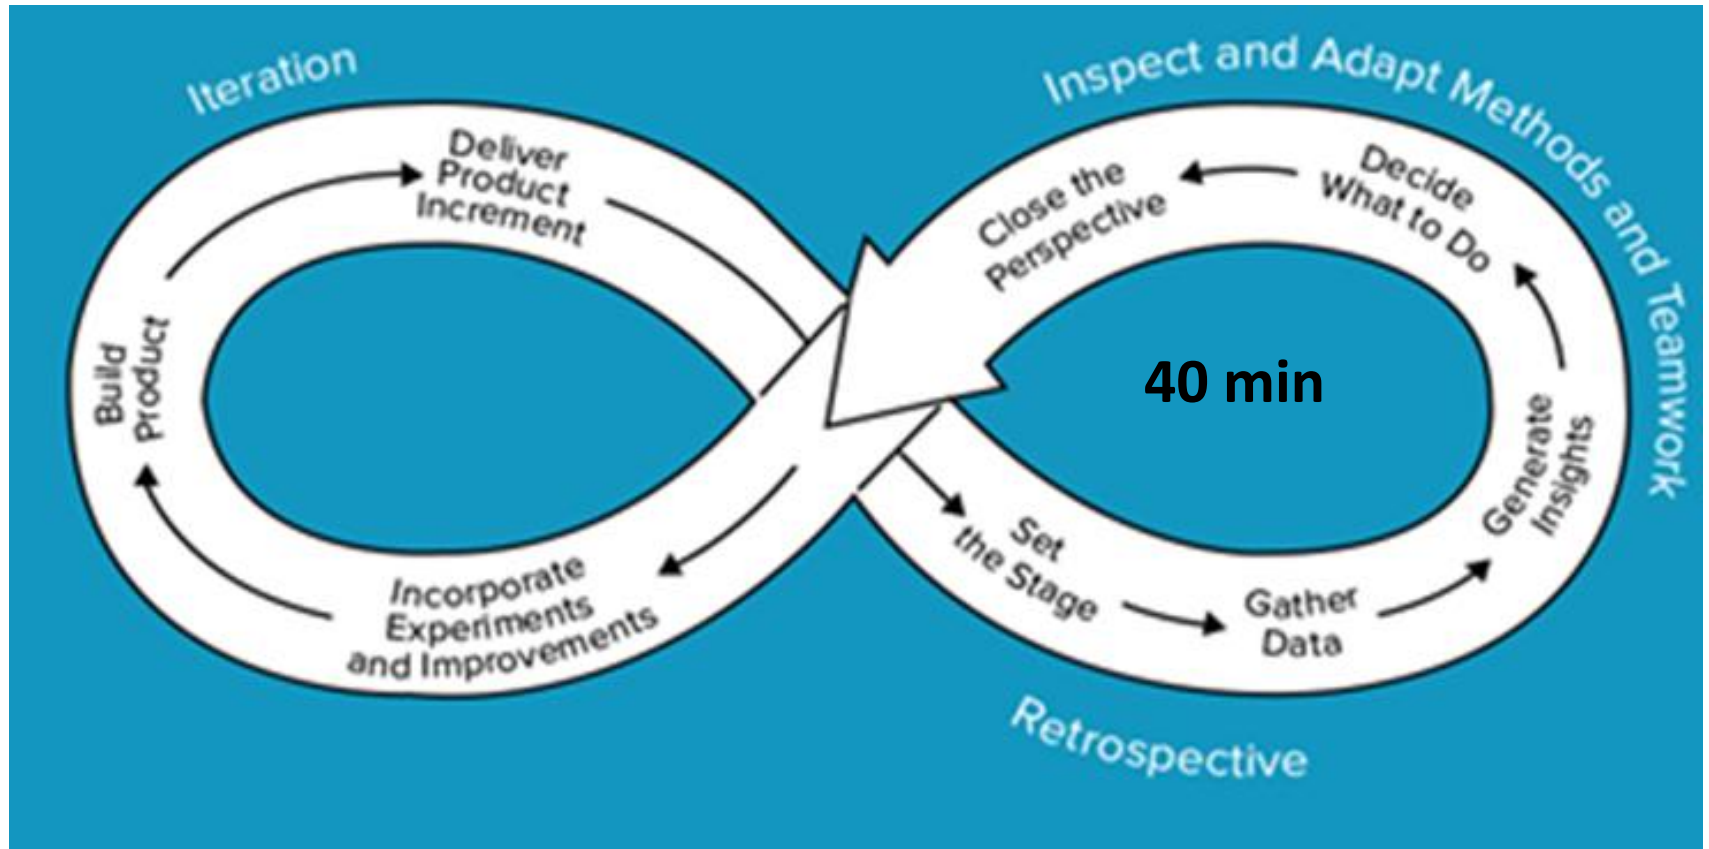 Iteration
Deliver
Product
Increment
Build
Product
Incorporate
Experiments
and Improvements
Inspect and Adapt Methods and Teamwork
Close the
Perspective
Decide
What to Do
40 min
Generate
Insights
Set
the Stage
Gather
Data
Retrospective